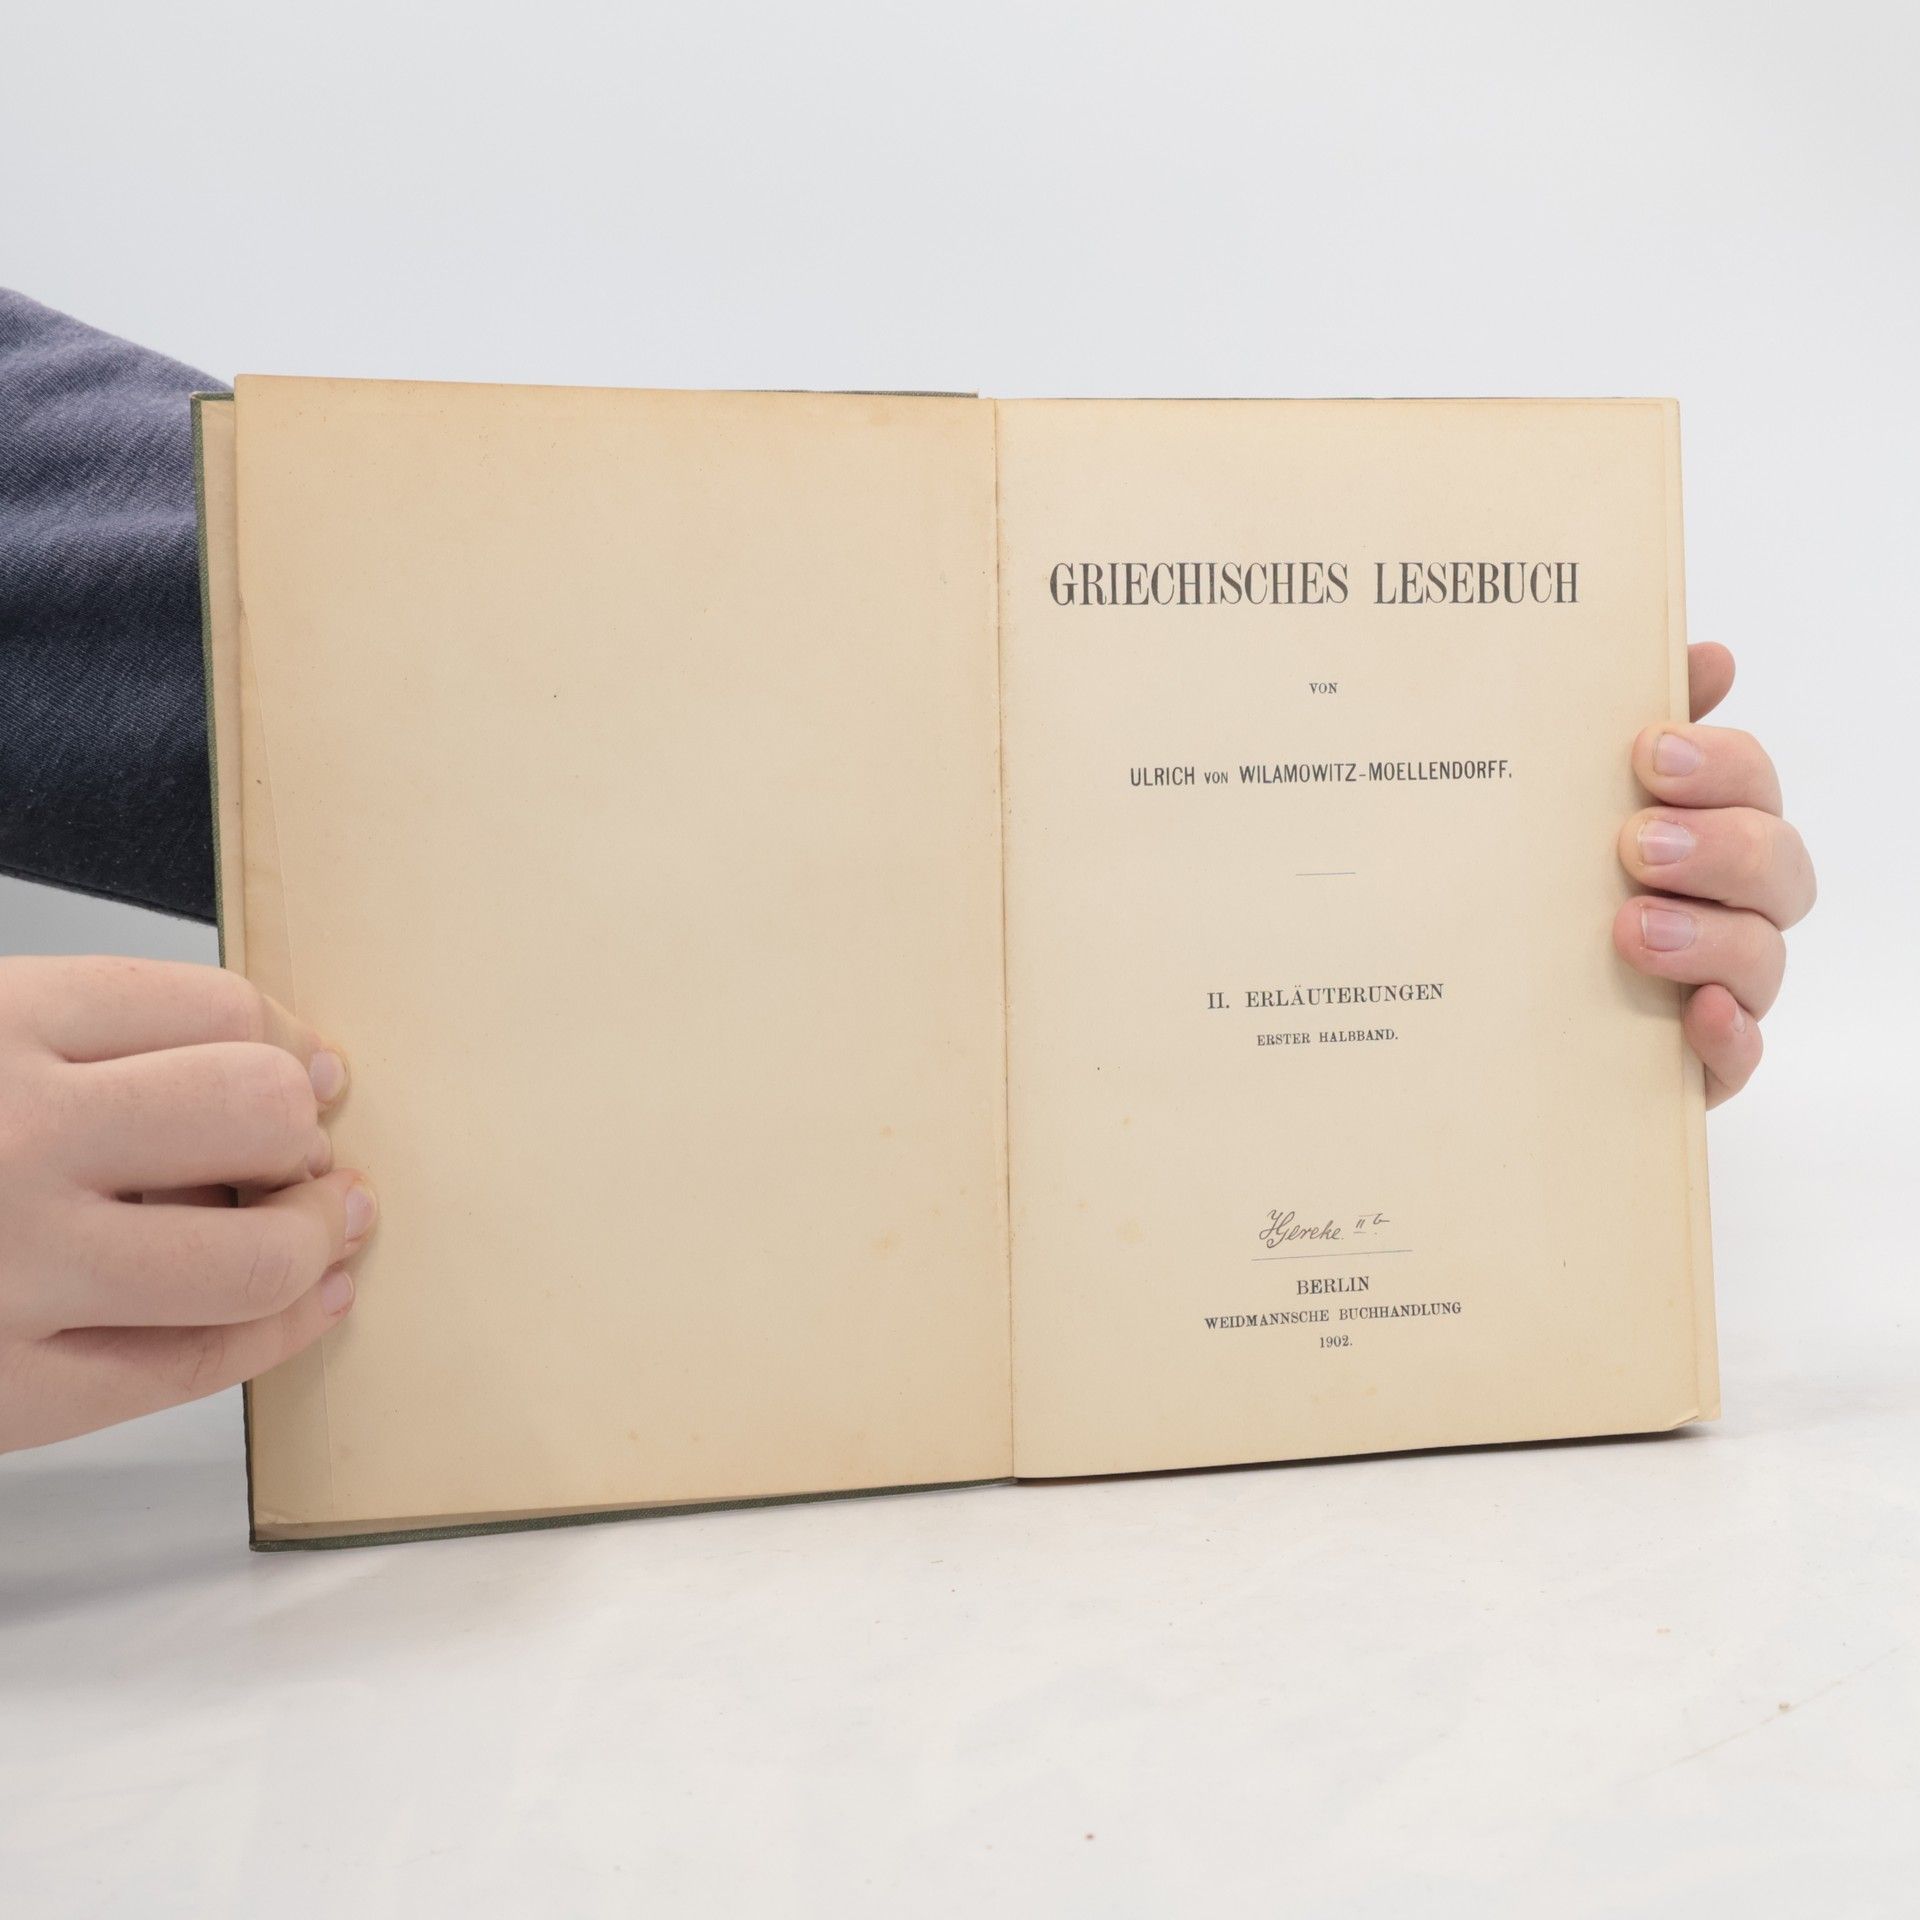 GRIECHISCHES LESEBUCH
VON
ULRICH VON WILAMOWITZ-MOELLENDORFF.
II. ERLÄUTERUNGEN
ERSTER HALBBAND.
BERLIN
WEIDMANNSCHE BUCHHANDLUNG
1902.